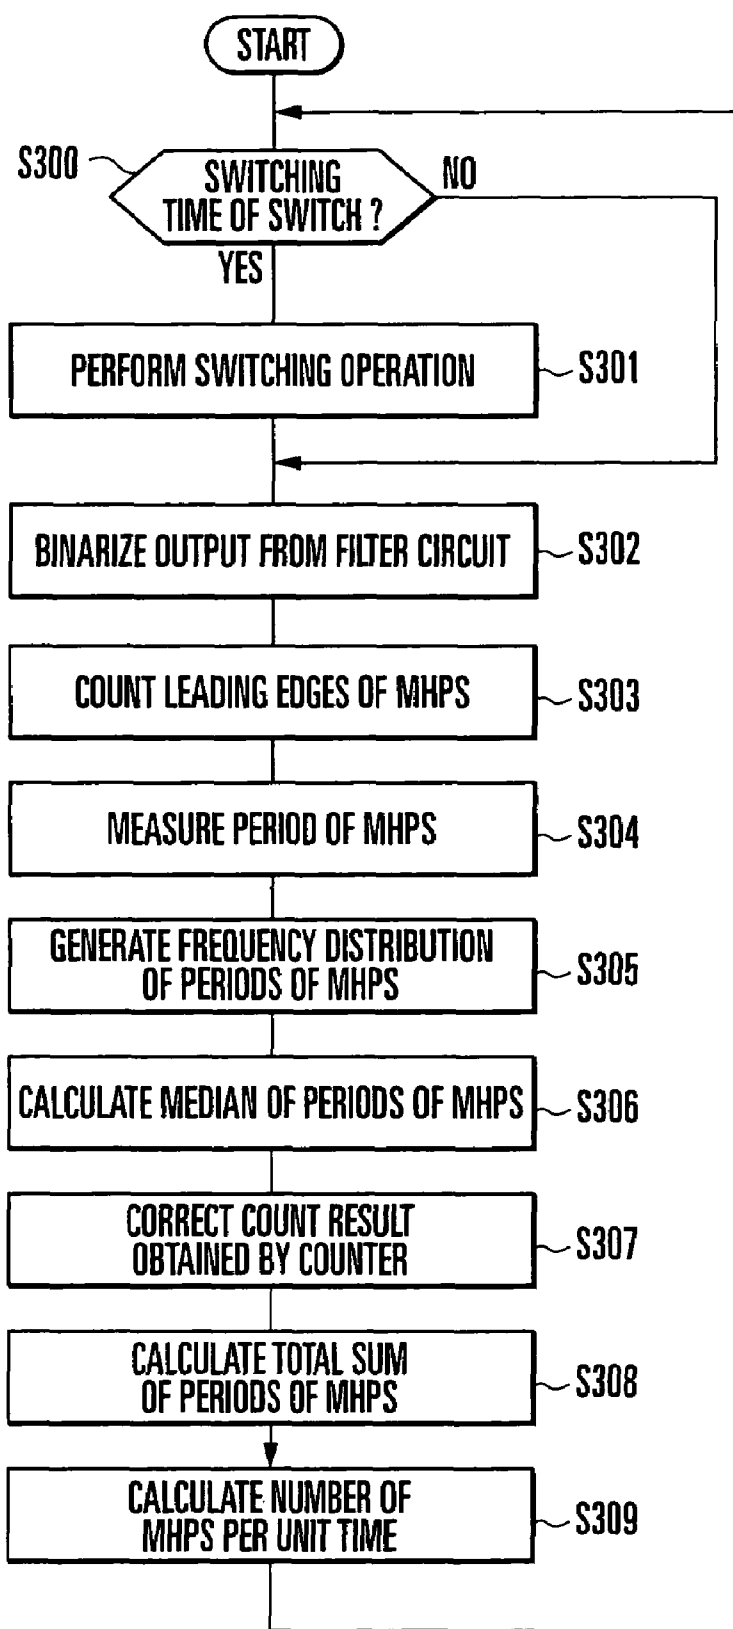 START
S300
SWITCHING
TIME OF SWITCH ?
NO
YES
PERFORM SWITCHING OPERATION
S301
BINARIZE OUTPUT FROM FILTER CIRCUIT
S302
COUNT LEADING EDGES OF MHPS
S303
MEASURE PERIOD OF MHPS
S304
GENERATE FREQUENCY DISTRIBUTION
OF PERIODS OF MHPS
S305
CALCULATE MEDIAN OF PERIODS OF MHPS
S306
CORRECT COUNT RESULT
OBTAINED BY COUNTER
S307
CALCULATE TOTAL SUM
OF PERIODS OF MHPS
S308
CALCULATE NUMBER OF
MHPS PER UNIT TIME
S309